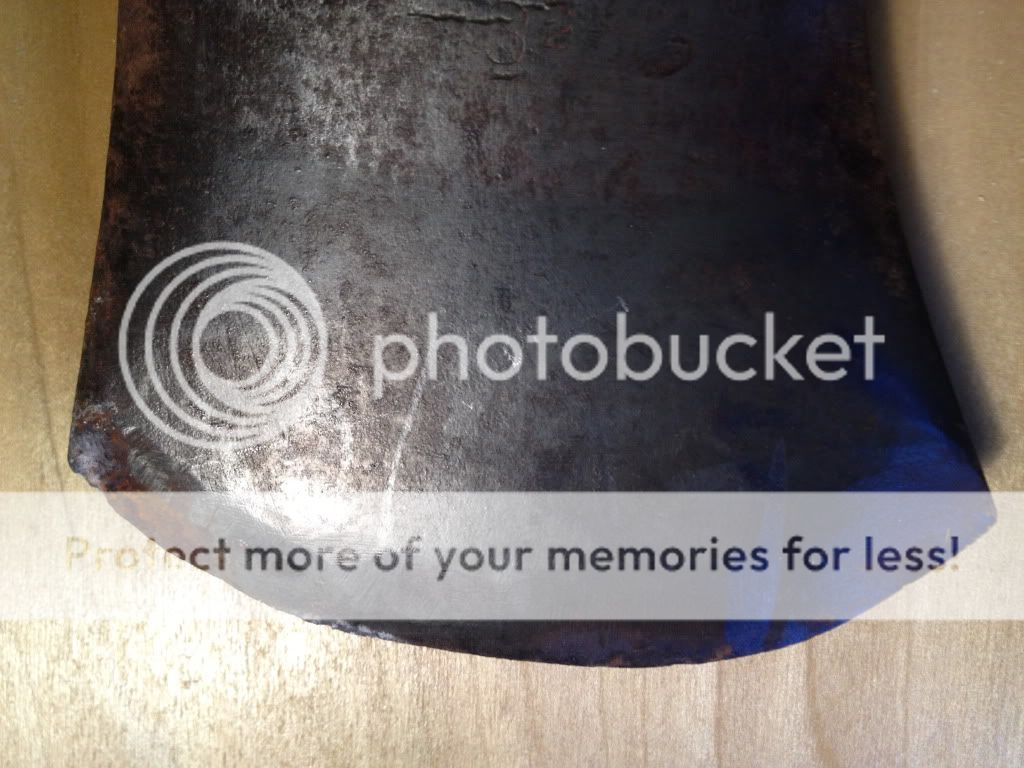 photobucket
Protect more of your memories for less!